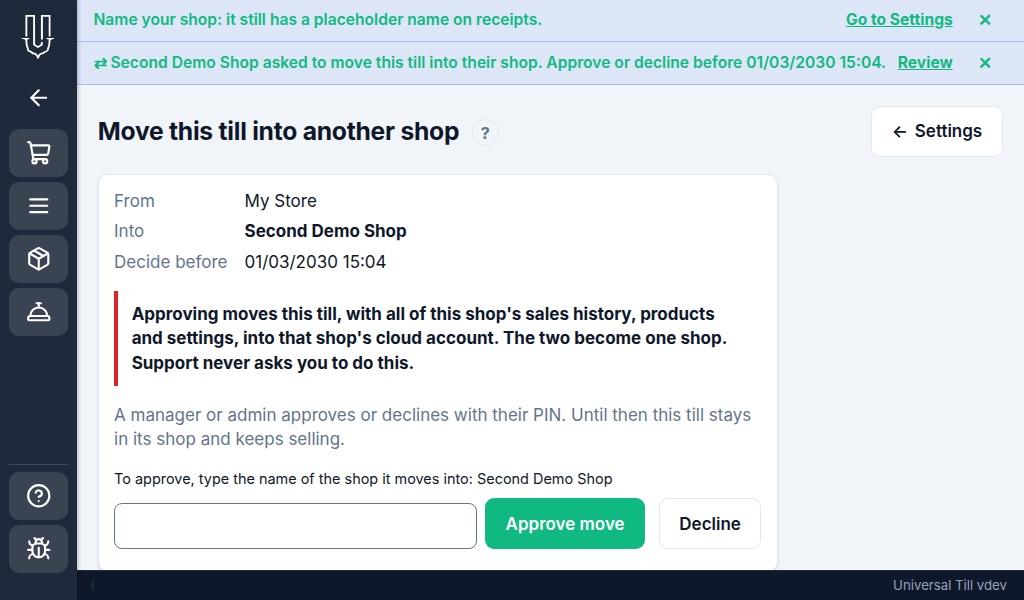 Name your shop: it still has a placeholder name on receipts. Go to Settings ✕
⇄ Second Demo Shop asked to move this till into their shop. Approve or decline before 01/03/2030 15:04. Review ✕
Move this till into another shop ?
← Settings
From My Store
Into Second Demo Shop
Decide before 01/03/2030 15:04
Approving moves this till, with all of this shop's sales history, products
and settings, into that shop's cloud account. The two become one shop.
Support never asks you to do this.
A manager or admin approves or declines with their PIN. Until then this till stays
in its shop and keeps selling.
To approve, type the name of the shop it moves into: Second Demo Shop
Approve move Decline
Universal Till vdev